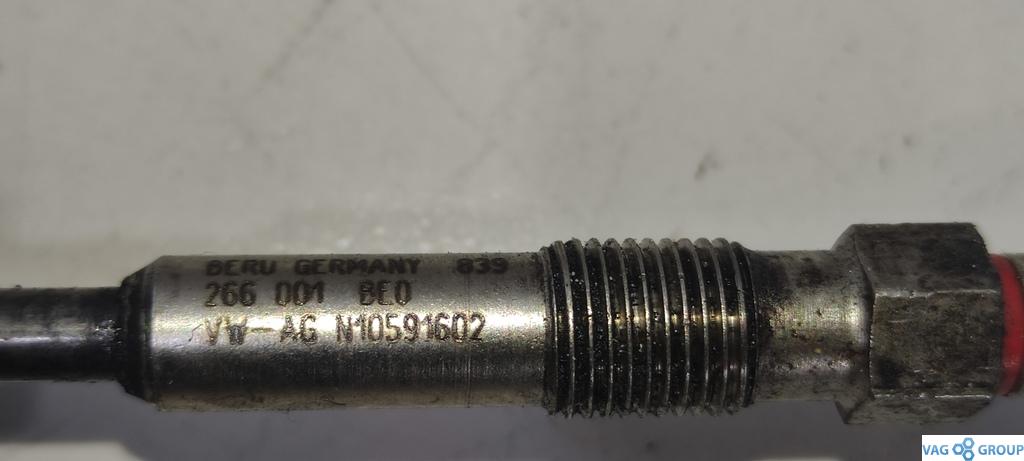 BERU GERMANY 839
266 001 BE0
VW-AG N10591602
VAG GROUP